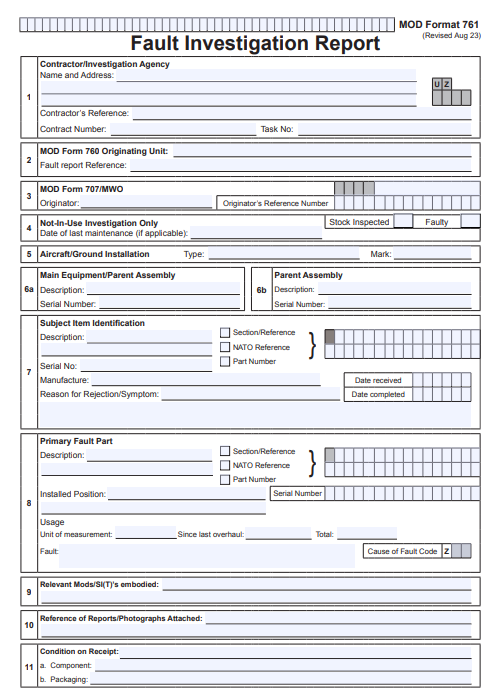 MOD Format 761
(Revised Aug 23)
Fault Investigation Report
1
Contractor/Investigation Agency
Name and Address:
U Z
Contractor's Reference:
Contract Number: Task No:
2
MOD Form 760 Originating Unit:
Fault report Reference:
3
MOD Form 707/MWO
Originator: Originator's Reference Number
4
Not-In-Use Investigation Only
Stock Inspected Faulty
Date of last maintenance (if applicable):
5 Aircraft/Ground Installation Type: Mark:
6a
Main Equipment/Parent Assembly
Description:
Serial Number:
6b
Parent Assembly
Description:
Serial Number:
7
Subject Item Identification
Description:
Section/Reference
NATO Reference
Part Number
}
Serial No:
Manufacture:
Date received
Reason for Rejection/Symptom:
Date completed
8
Primary Fault Part
Description:
Section/Reference
NATO Reference
Part Number
}
Installed Position:
Serial Number
Usage
Unit of measurement: Since last overhaul: Total:
Fault:
Cause of Fault Code Z
9 Relevant Mods/SI(T)'s embodied:
10 Reference of Reports/Photographs Attached:
11
Condition on Receipt:
a. Component:
b. Packaging: